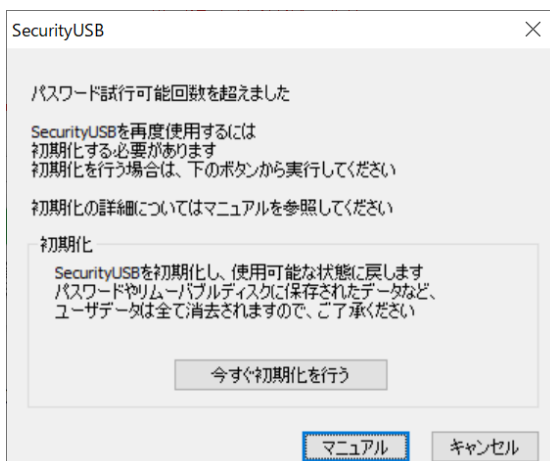 SecurityUSB
パスワード試行可能回数を超えました
SecurityUSBを再度使用するには
初期化する必要があります
初期化を行う場合は、下のボタンから実行してください
初期化の詳細についてはマニュアルを参照してください
初期化
SecurityUSBを初期化し、使用可能な状態に戻します
パスワードやリムーバブルディスクに保存されたデータなど、
ユーザデータは全て消去されますので、ご了承ください
今すぐ初期化を行う
マニュアル
キャンセル